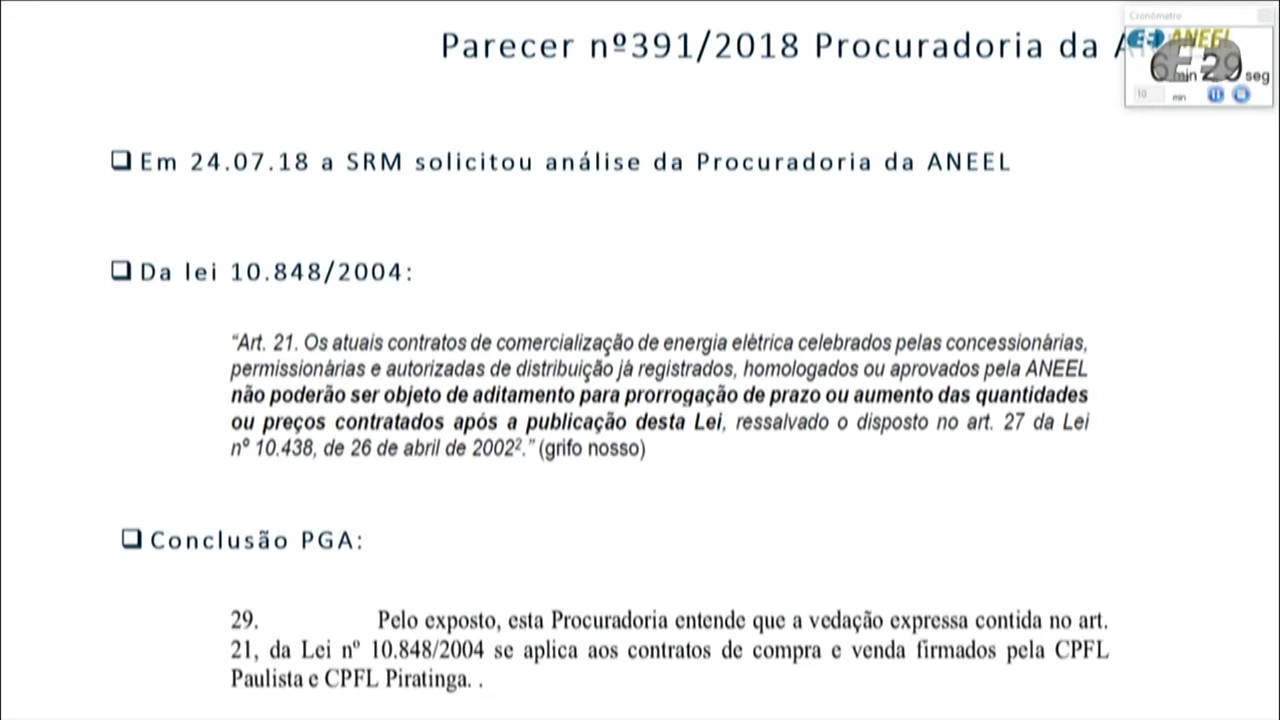 Parecer nº391/2018 Procuradoria da
Cronômetro
ANEEL
6 min 29 seg
10 min
❑ Em 24.07.18 a SRM solicitou análise da Procuradoria da ANEEL
❑ Da lei 10.848/2004:
“Art. 21. Os atuais contratos de comercialização de energia elétrica celebrados pelas concessionárias,
permissionárias e autorizadas de distribuição já registrados, homologados ou aprovados pela ANEEL
não poderão ser objeto de aditamento para prorrogação de prazo ou aumento das quantidades
ou preços contratados após a publicação desta Lei, ressalvado o disposto no art. 27 da Lei
nº 10.438, de 26 de abril de 2002².” (grifo nosso)
❑ Conclusão PGA:
29. Pelo exposto, esta Procuradoria entende que a vedação expressa contida no art.
21, da Lei nº 10.848/2004 se aplica aos contratos de compra e venda firmados pela CPFL
Paulista e CPFL Piratinga. .